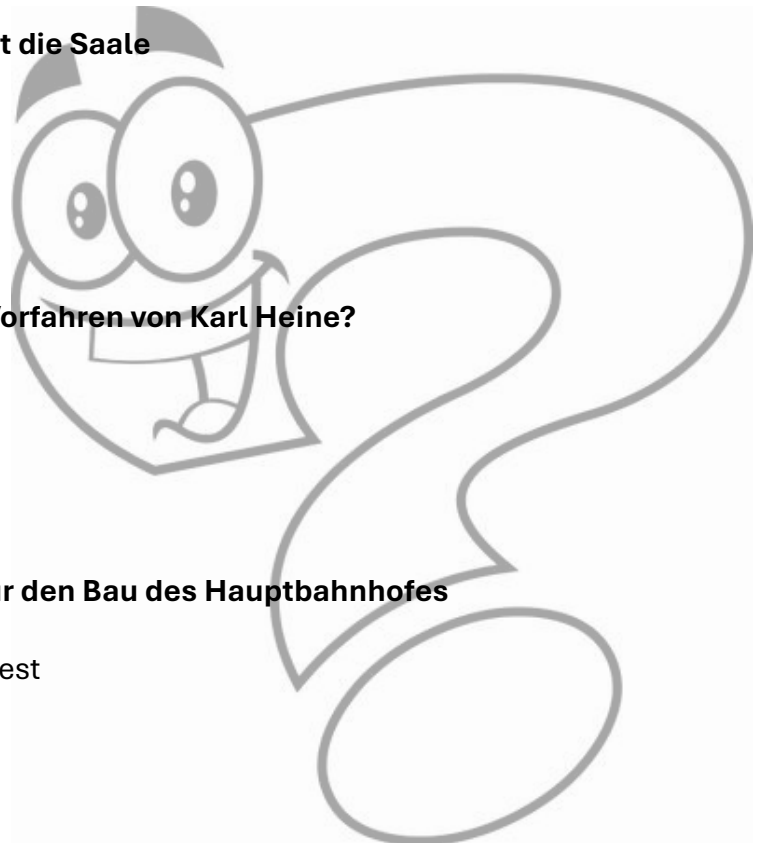 t die Saale
orfahren von Karl Heine?
r den Bau des Hauptbahnhofes
est